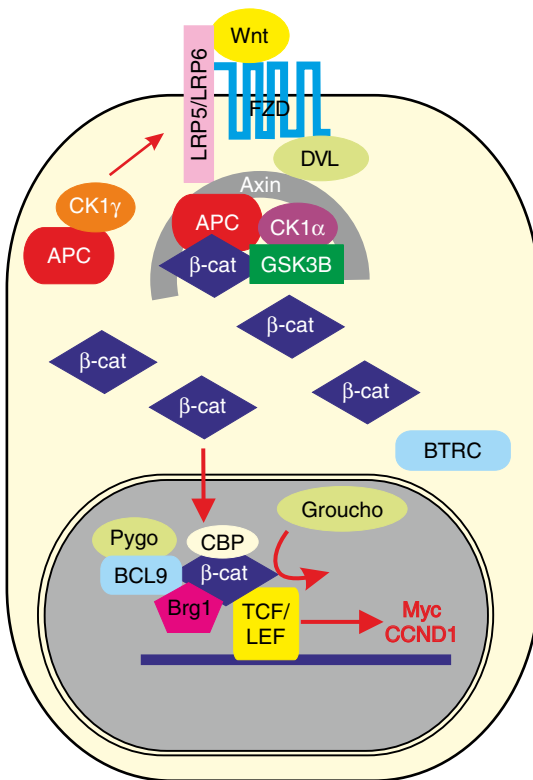 Wnt
LRP5/LRP6
FZD
DVL
Axin
CK1γ
APC
APC
CK1α
β-cat
GSK3B
β-cat
β-cat
β-cat
β-cat
BTRC
Groucho
Pygo
CBP
BCL9
β-cat
Brg1
TCF/
LEF
Myc
CCND1